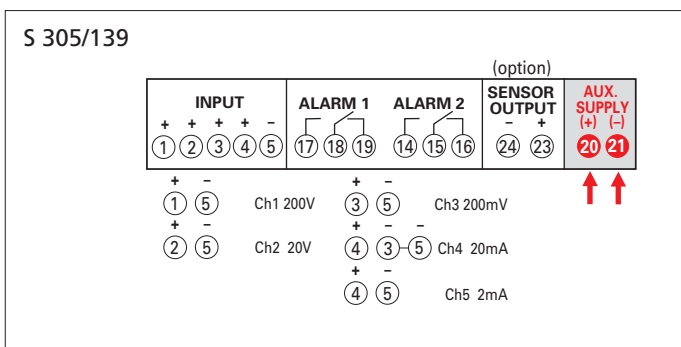 S 305/139
(option)
INPUT ALARM 1 ALARM 2 SENSOR OUTPUT AUX. SUPPLY
+ + + + − − + (+) (−)
1 2 3 4 5 17 18 19 14 15 16 24 23 20 21
+ − + −
1 5 Ch1 200V 3 5 Ch3 200mV
+ − + − −
2 5 Ch2 20V 4 3 5 Ch4 20mA
+ −
4 5 Ch5 2mA